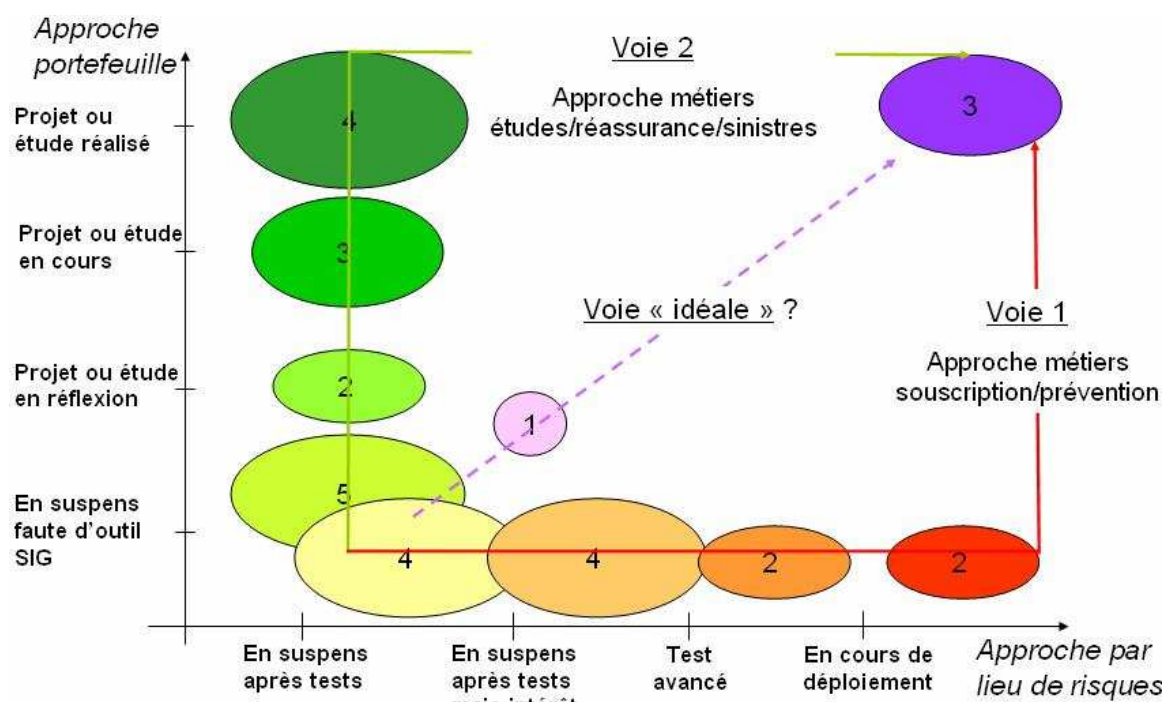 Approche
portefeuille
Voie 2
Approche métiers
études/réassurance/sinistres
Projet ou
étude réalisé
4
3
Projet ou étude
en cours
3
Voie « idéale » ?
Voie 1
Approche métiers
souscription/prévention
Projet ou étude
en réflexion
2
1
En suspens
faute d'outil
SIG
5
4
4
2
2
En suspens
après tests
En suspens
après tests
mais intérêt
Test
avancé
En cours de
déploiement
Approche par
lieu de risques